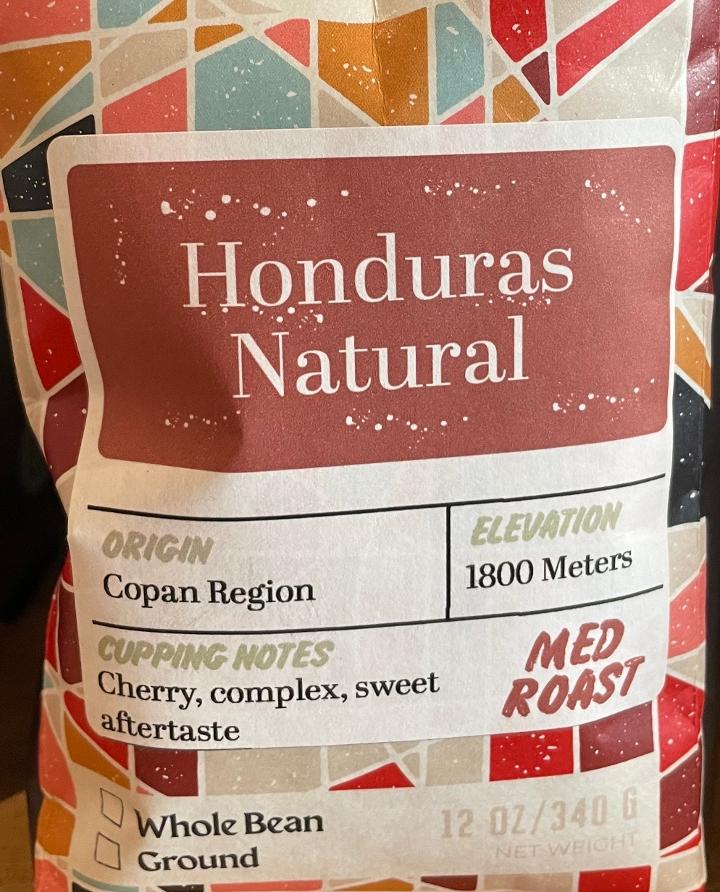 Honduras
Natural
ORIGIN
Copan Region
ELEVATION
1800 Meters
CUPPING NOTES
Cherry, complex, sweet
aftertaste
MED
ROAST
Whole Bean
Ground
12 OZ/340 G
NET WEIGHT